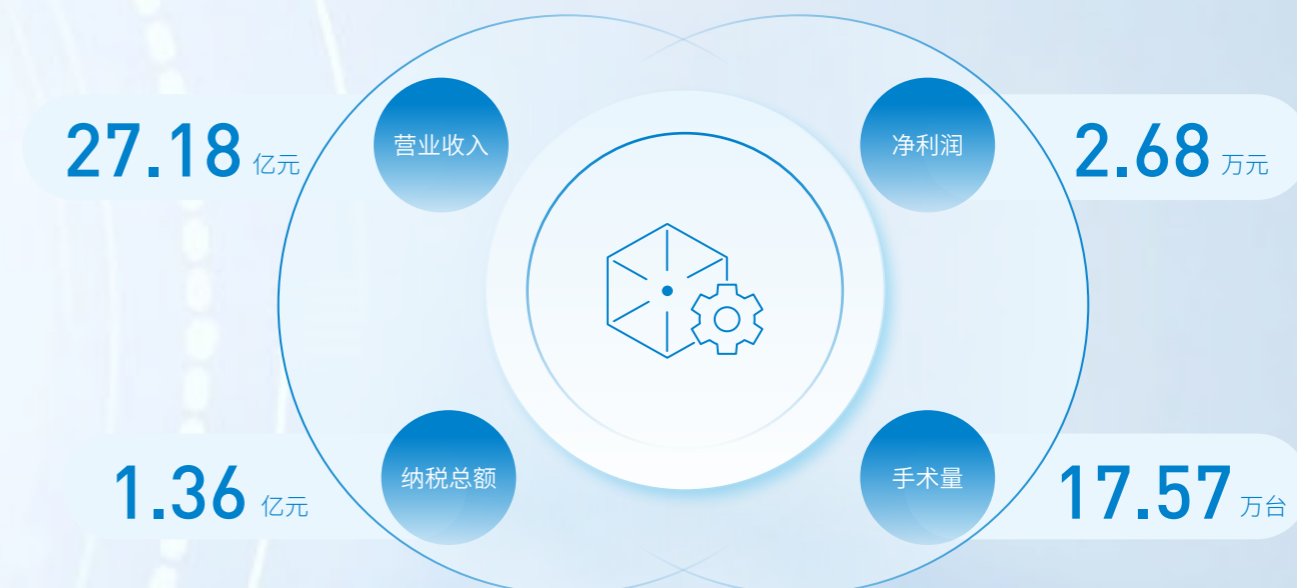 27.18 亿元
营业收入
净利润
2.68 万元
1.36 亿元
纳税总额
手术量
17.57 万台